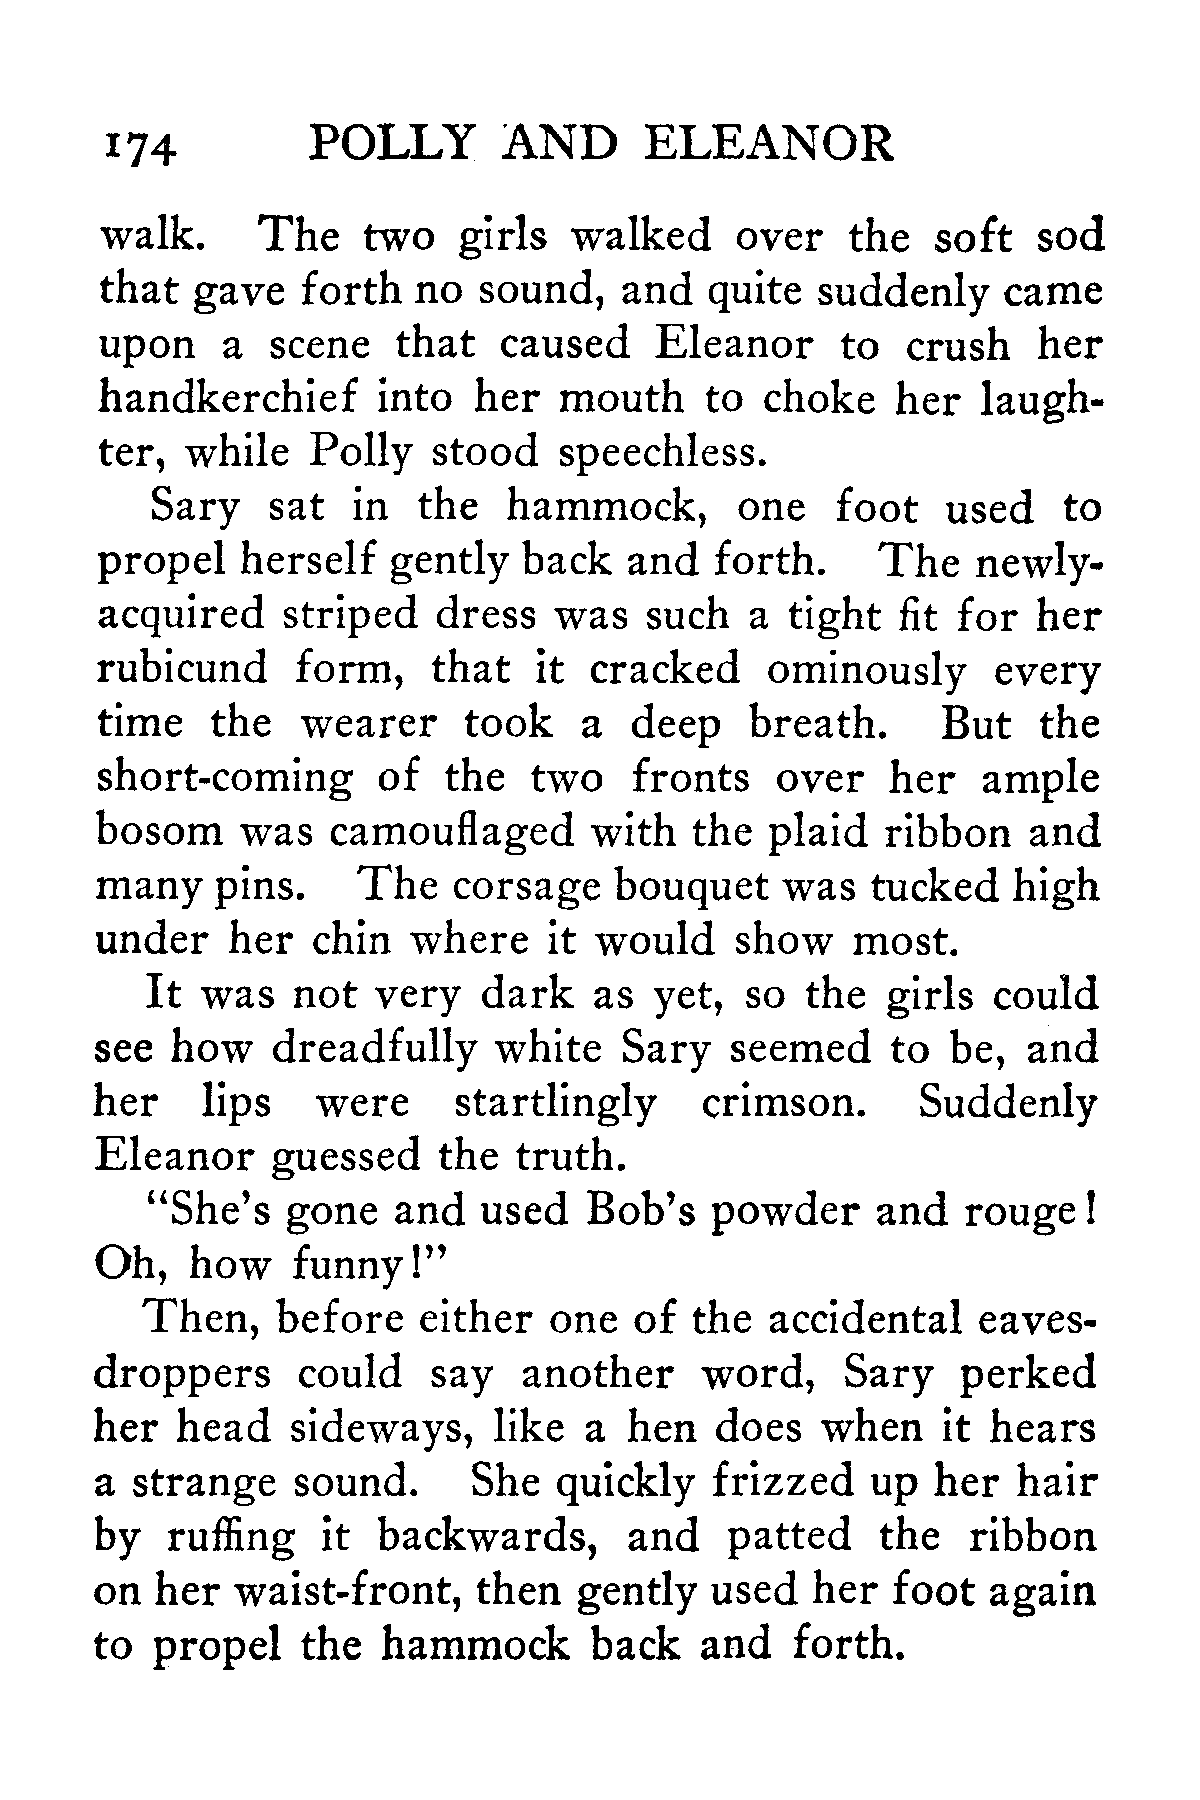 174 POLLY AND ELEANOR
walk. The two girls walked over the soft sod
that gave forth no sound, and quite suddenly came
upon a scene that caused Eleanor to crush her
handkerchief into her mouth to choke her laugh-
ter, while Polly stood speechless.
Sary sat in the hammock, one foot used to
propel herself gently back and forth. The newly-
acquired striped dress was such a tight fit for her
rubicund form, that it cracked ominously every
time the wearer took a deep breath. But the
short-coming of the two fronts over her ample
bosom was camouflaged with the plaid ribbon and
many pins. The corsage bouquet was tucked high
under her chin where it would show most.
It was not very dark as yet, so the girls could
see how dreadfully white Sary seemed to be, and
her lips were startlingly crimson. Suddenly
Eleanor guessed the truth.
“She’s gone and used Bob’s powder and rouge!
Oh, how funny!”
Then, before either one of the accidental eaves-
droppers could say another word, Sary perked
her head sideways, like a hen does when it hears
a strange sound. She quickly frizzed up her hair
by ruffing it backwards, and patted the ribbon
on her waist-front, then gently used her foot again
to propel the hammock back and forth.